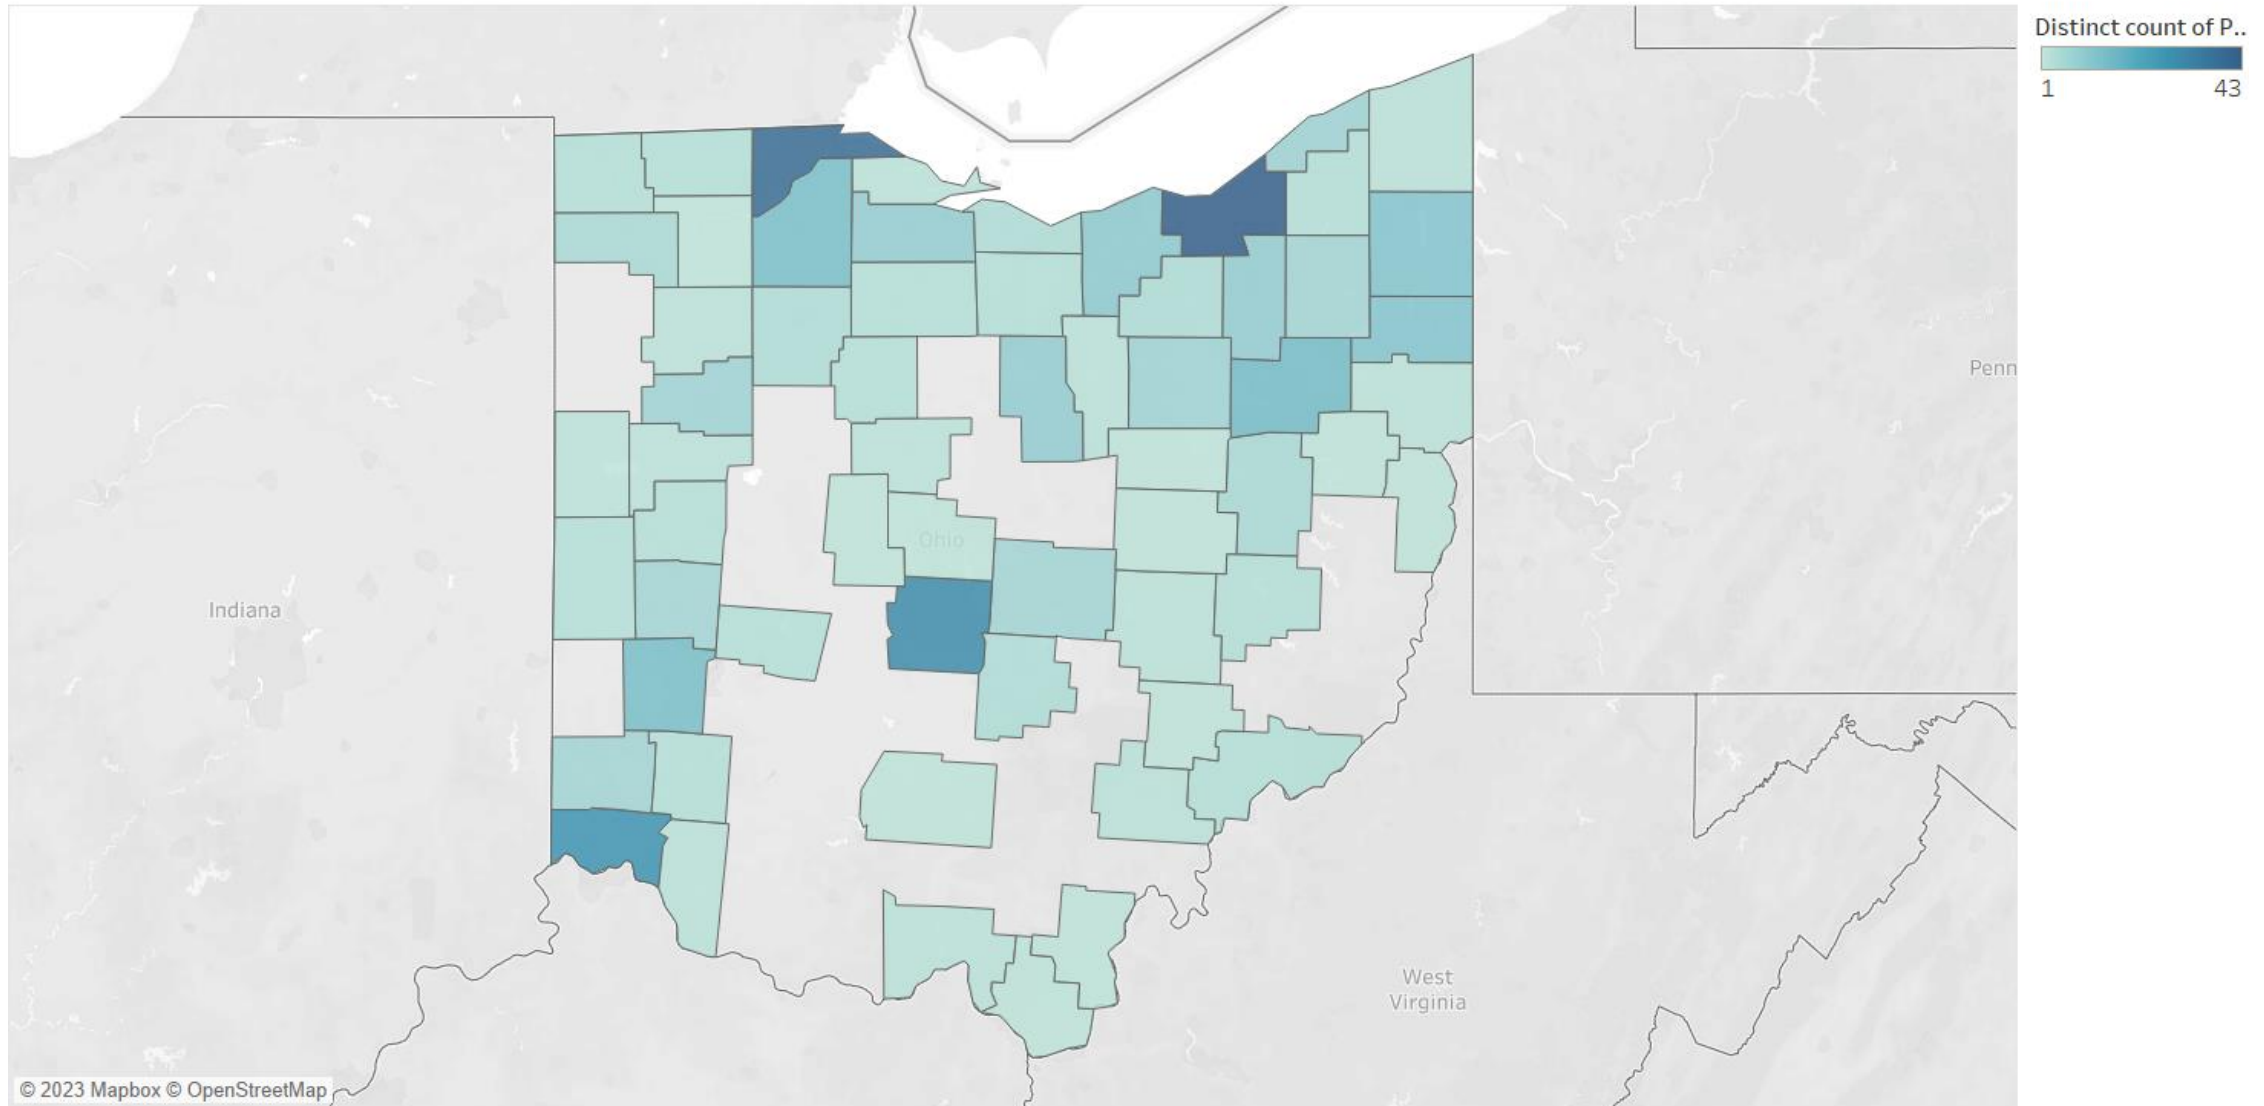 Distinct count of P..
1 43
Penn
Ohio
Indiana
West
Virginia
© 2023 Mapbox © OpenStreetMap